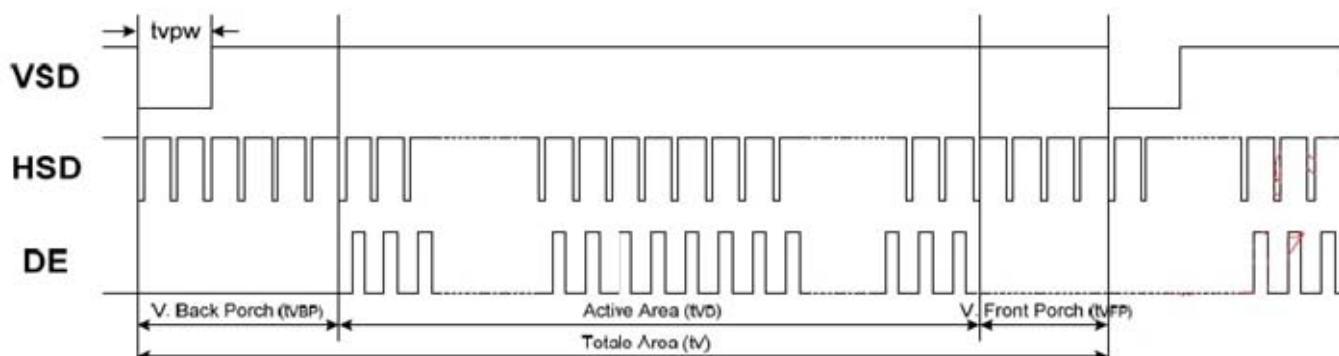 tvpw
VSD
HSD
DE
V. Back Porch (tVBP)
Active Area (tVD)
V. Front Porch (tVFP)
Totale Area (tV)